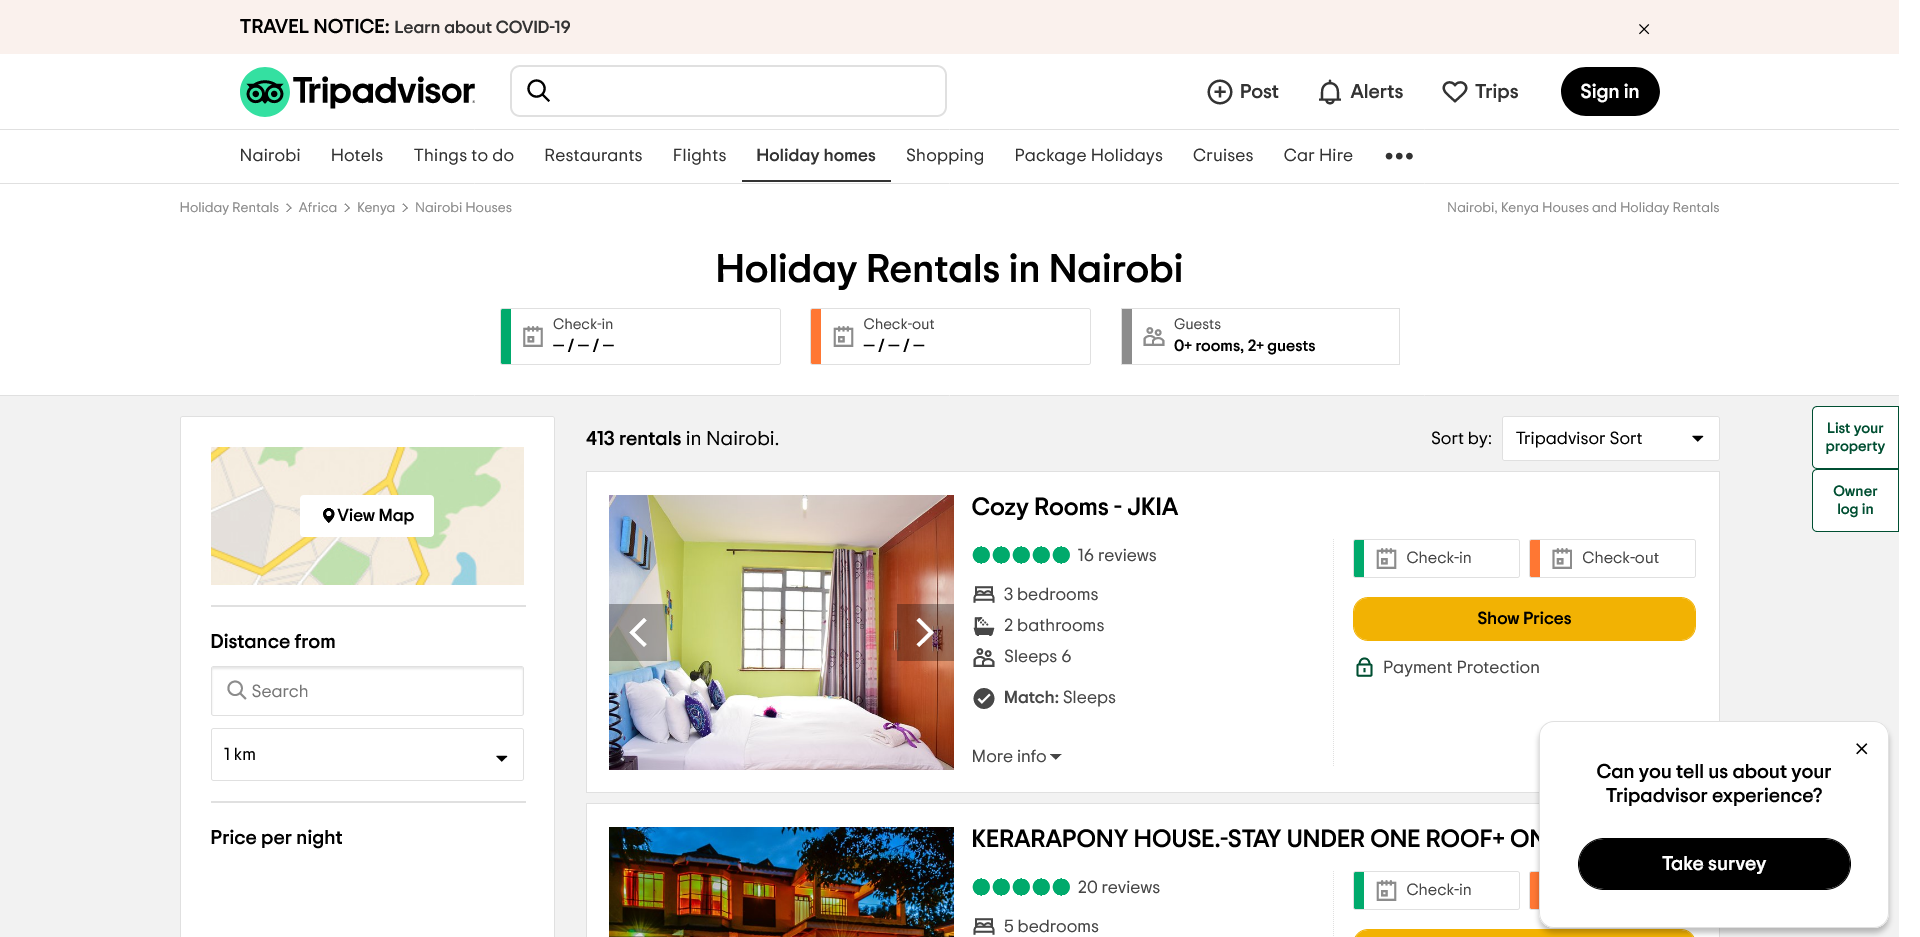 TRAVEL NOTICE: Learn about COVID-19
Tripadvisor
Post
Alerts
Trips
Sign in
Nairobi
Hotels
Things to do
Restaurants
Flights
Holiday homes
Shopping
Package Holidays
Cruises
Car Hire
Holiday Rentals > Africa > Kenya > Nairobi Houses
Nairobi, Kenya Houses and Holiday Rentals
Holiday Rentals in Nairobi
Check-in
– / – / –
Check-out
– / – / –
Guests
0+ rooms, 2+ guests
List your
property
Owner
log in
View Map
Distance from
Search
1 km
Price per night
413 rentals in Nairobi.
Sort by:
Tripadvisor Sort
Cozy Rooms - JKIA
16 reviews
3 bedrooms
2 bathrooms
Sleeps 6
Match: Sleeps
More info
Check-in
Check-out
Show Prices
Payment Protection
KERARAPONY HOUSE.-STAY UNDER ONE ROOF+ ON
20 reviews
5 bedrooms
Check-in
Can you tell us about your
Tripadvisor experience?
Take survey